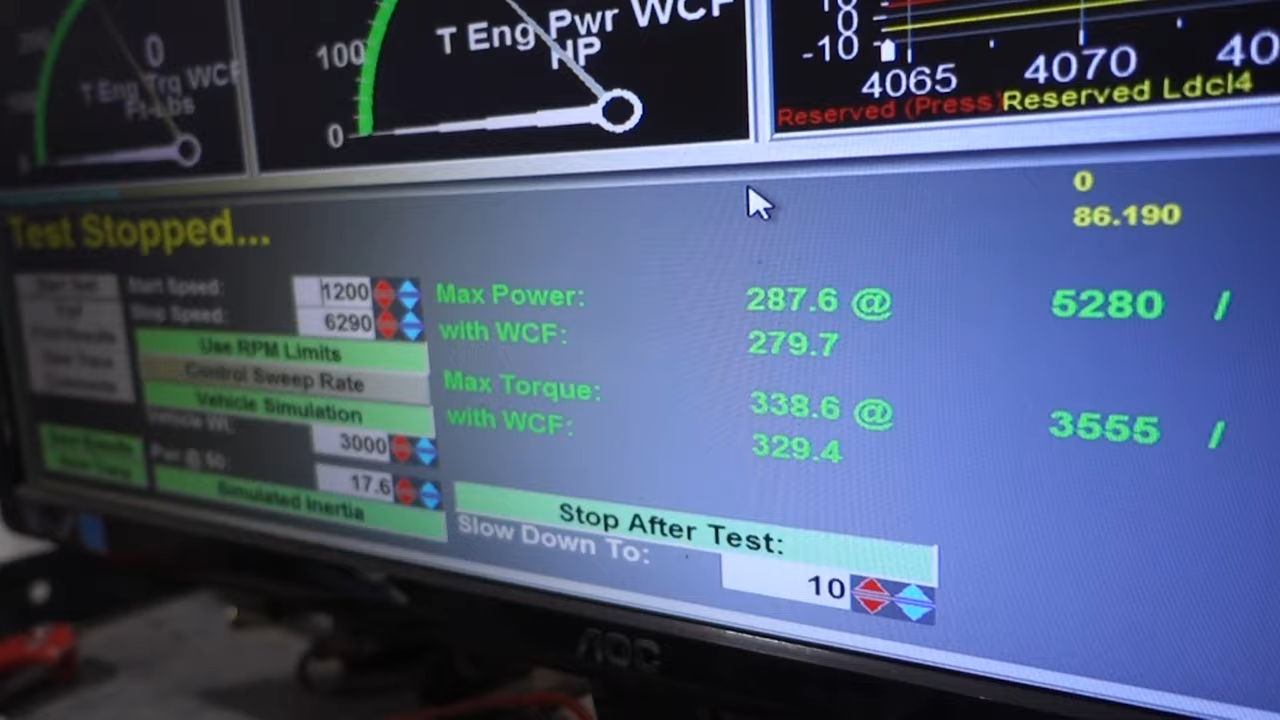 0
T Eng Trq WCF
Ft-Lbs
100
0
T Eng Pwr WCF
HP
0
-10
4065
4070
40
Reserved (Press)
Reserved Ldcl4
0
86.190
Test Stopped...
Start Speed:
1200
Stop Speed:
6290
Use RPM Limits
Control Sweep Rate
Vehicle Simulation
Vehicle Wt.
3000
Pwr @ 50:
17.6
Simulated Inertia
Max Power:
287.6 @
5280 /
with WCF:
279.7
Max Torque:
338.6 @
3555 /
with WCF:
329.4
Stop After Test:
Slow Down To:
10
AOC